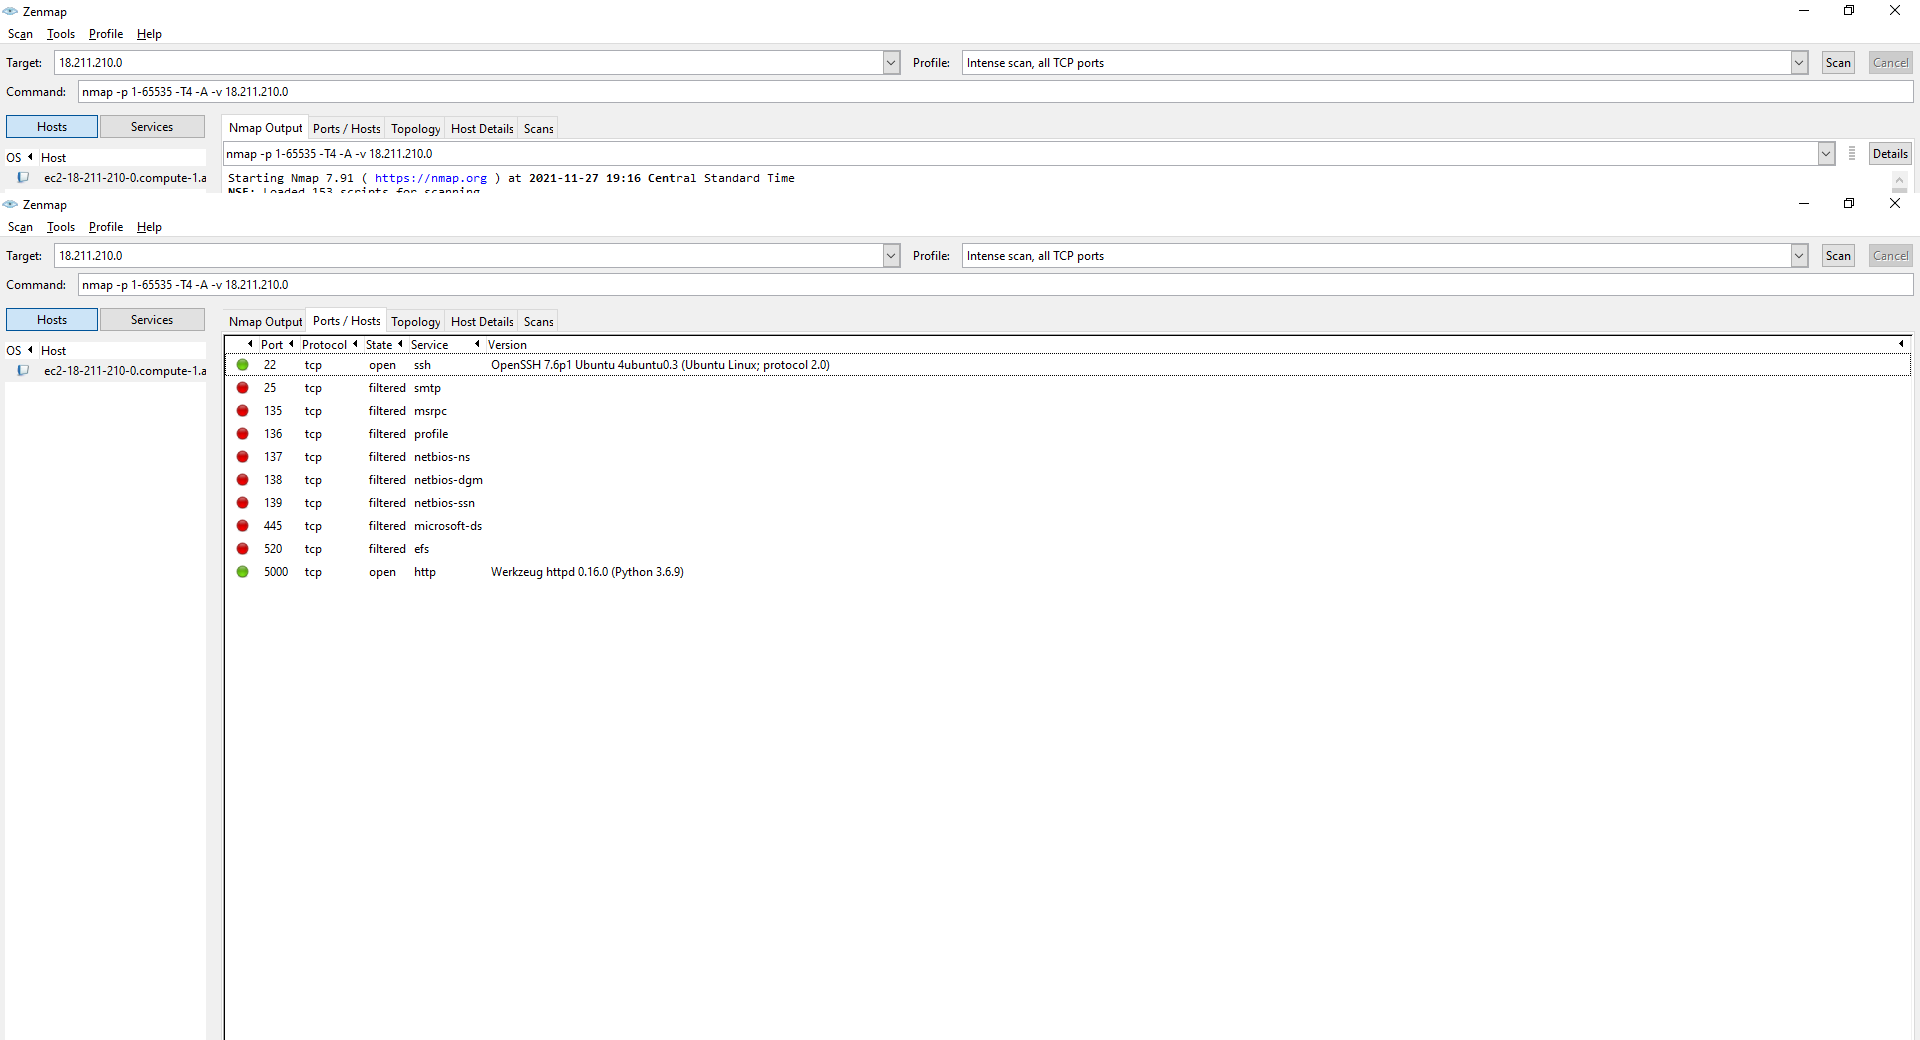 Zenmap
Scan Tools Profile Help
Target: 18.211.210.0 Profile: Intense scan, all TCP ports Scan Cancel
Command: nmap -p 1-65535 -T4 -A -v 18.211.210.0
Hosts Services Nmap Output Ports / Hosts Topology Host Details Scans
nmap -p 1-65535 -T4 -A -v 18.211.210.0 Details
OS Host
ec2-18-211-210-0.compute-1.a
Starting Nmap 7.91 ( https://nmap.org ) at 2021-11-27 19:16 Central Standard Time
NSE: Loaded 153 scripts for scanning
Zenmap
Scan Tools Profile Help
Target: 18.211.210.0 Profile: Intense scan, all TCP ports Scan Cancel
Command: nmap -p 1-65535 -T4 -A -v 18.211.210.0
Hosts Services Nmap Output Ports / Hosts Topology Host Details Scans
OS Host
ec2-18-211-210-0.compute-1.a
Port Protocol State Service Version
22 tcp open ssh OpenSSH 7.6p1 Ubuntu 4ubuntu0.3 (Ubuntu Linux; protocol 2.0)
25 tcp filtered smtp
135 tcp filtered msrpc
136 tcp filtered profile
137 tcp filtered netbios-ns
138 tcp filtered netbios-dgm
139 tcp filtered netbios-ssn
445 tcp filtered microsoft-ds
520 tcp filtered efs
5000 tcp open http Werkzeug httpd 0.16.0 (Python 3.6.9)